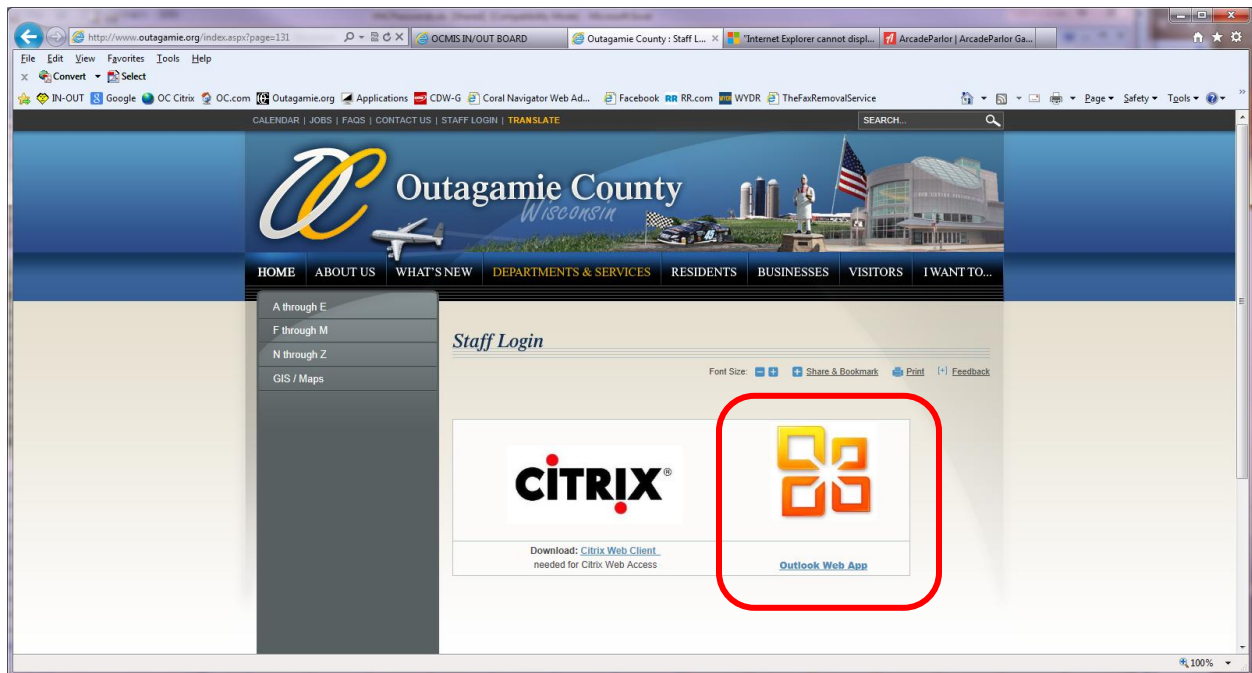 http://www.outagamie.org/index.aspx?page=131
OCMIS IN/OUT BOARD
Outagamie County : Staff L...
"Internet Explorer cannot displ...
ArcadeParlor | ArcadeParlor Ga...
File Edit View Favorites Tools Help
x Convert Select
IN-OUT Google OC Citrix OC.com Outagamie.org Applications CDW-G Coral Navigator Web Ad... Facebook RR RR.com WYDR TheFaxRemovalService Page Safety Tools
CALENDAR | JOBS | FAQS | CONTACT US | STAFF LOGIN | TRANSLATE
SEARCH...
OC
Outagamie County
Wisconsin
HOME ABOUT US WHAT'S NEW DEPARTMENTS & SERVICES RESIDENTS BUSINESSES VISITORS I WANT TO...
A through E
F through M
N through Z
GIS / Maps
Staff Login
Font Size: - + + Share & Bookmark Print [+] Feedback
CiTRIX®
Download: Citrix Web Client
needed for Citrix Web Access
Outlook Web App
100%